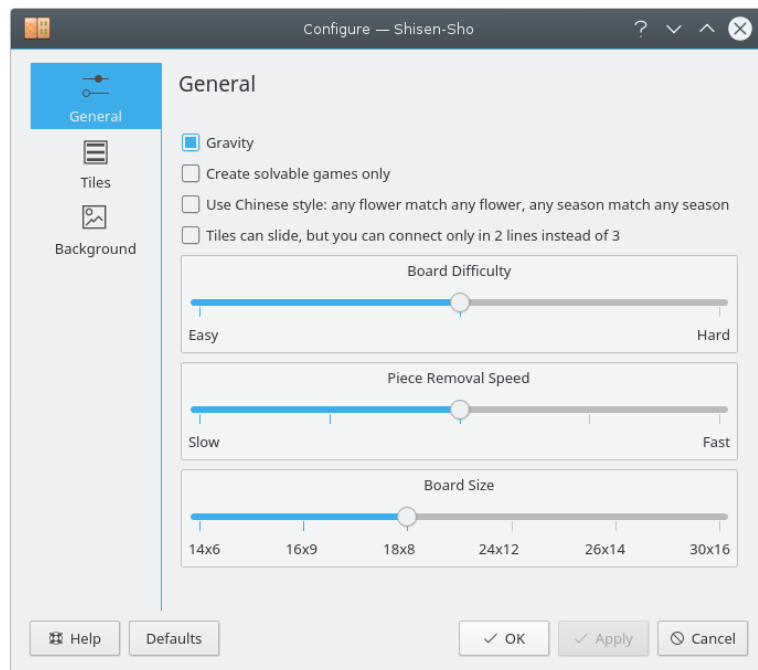 Configure — Shisen-Sho
General
General
Tiles
Background
Gravity
Create solvable games only
Use Chinese style: any flower match any flower, any season match any season
Tiles can slide, but you can connect only in 2 lines instead of 3
Board Difficulty
Easy Hard
Piece Removal Speed
Slow Fast
Board Size
14x6 16x9 18x8 24x12 26x14 30x16
Help Defaults OK Apply Cancel